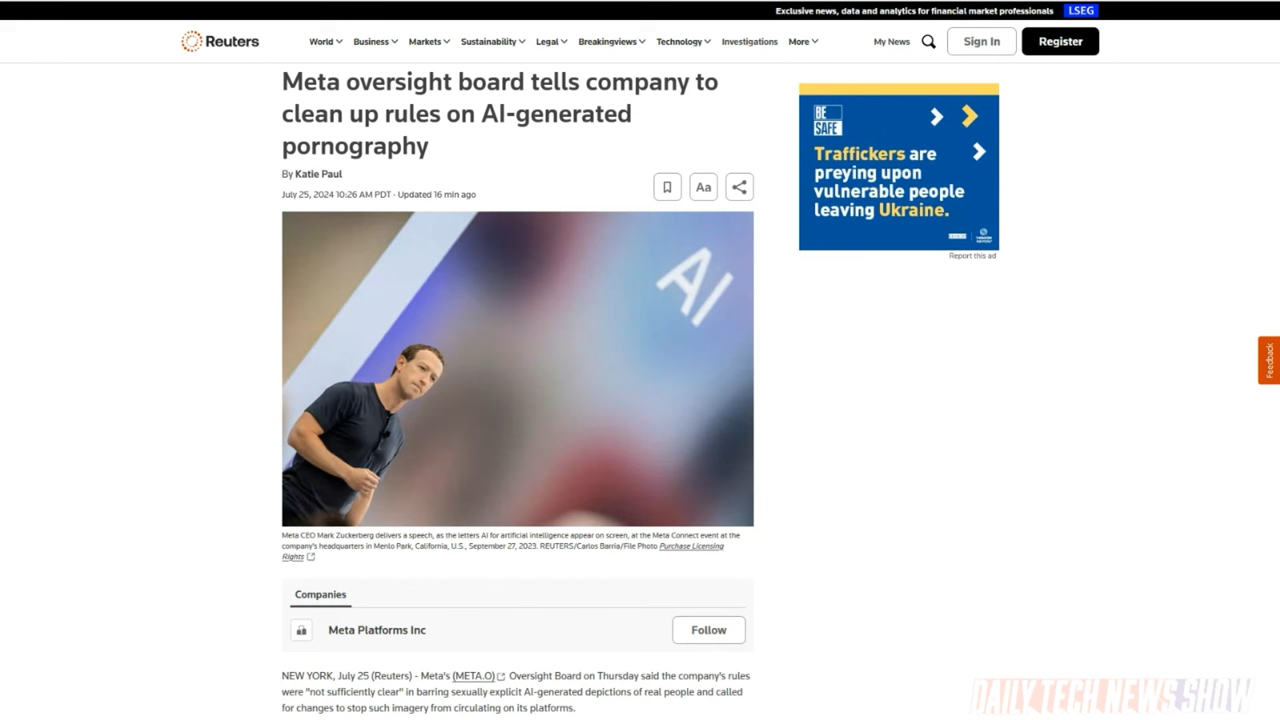 Exclusive news, data and analytics for financial market professionals LSEG
Reuters World Business Markets Sustainability Legal Breakingviews Technology Investigations More My News Sign In Register
Meta oversight board tells company to
clean up rules on AI-generated
pornography
By Katie Paul
July 25, 2024 10:26 AM PDT · Updated 16 min ago
Aa
AI
Meta CEO Mark Zuckerberg delivers a speech, as the letters AI for artificial intelligence appear on screen, at the Meta Connect event at the
company's headquarters in Menlo Park, California, U.S., September 27, 2023. REUTERS/Carlos Barria/File Photo Purchase Licensing
Rights
Companies
Meta Platforms Inc Follow
NEW YORK, July 25 (Reuters) - Meta's (META.O) Oversight Board on Thursday said the company's rules
were "not sufficiently clear" in barring sexually explicit AI-generated depictions of real people and called
for changes to stop such imagery from circulating on its platforms.
BE
SAFE
Traffickers are
preying upon
vulnerable people
leaving Ukraine.
Report this ad
Feedback
DAILY TECH NEWS SHOW